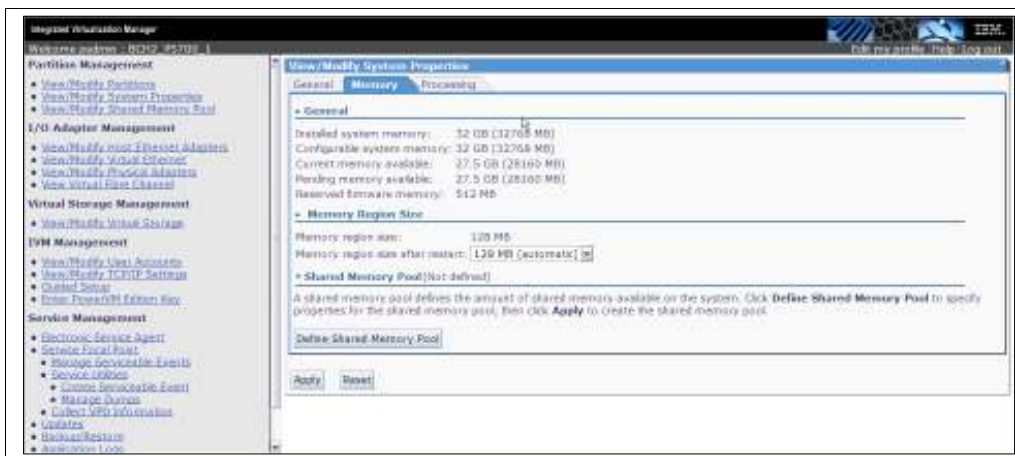 Integrated Virtualization Manager
IBM.
Welcome padmin : BCH2_PS700_1
Edit my profile Help Log out
Partition Management
View/Modify Partitions
View/Modify System Properties
View/Modify Shared Memory Pool
I/O Adapter Management
View/Modify Host Ethernet Adapters
View/Modify Virtual Ethernet
View/Modify Physical Adapters
View Virtual Fibre Channel
Virtual Storage Management
View/Modify Virtual Storage
IVM Management
View/Modify User Accounts
View/Modify TCP/IP Settings
Guided Setup
Enter PowerVM Edition Key
Service Management
Electronic Service Agent
Service Focal Point
Manage Serviceable Events
Service Utilities
Create Serviceable Event
Manage Dumps
Collect VPD Information
Updates
Backup/Restore
Application Logs
View/Modify System Properties
General Memory Processing
General
Installed system memory: 32 GB (32768 MB)
Configurable system memory: 32 GB (32768 MB)
Current memory available: 27.5 GB (28160 MB)
Pending memory available: 27.5 GB (28160 MB)
Reserved firmware memory: 512 MB
Memory Region Size
Memory region size: 128 MB
Memory region size after restart: 128 MB (automatic)
Shared Memory Pool (Not defined)
A shared memory pool defines the amount of shared memory available on the system. Click Define Shared Memory Pool to specify
properties for the shared memory pool, then click Apply to create the shared memory pool.
Define Shared Memory Pool
Apply Reset